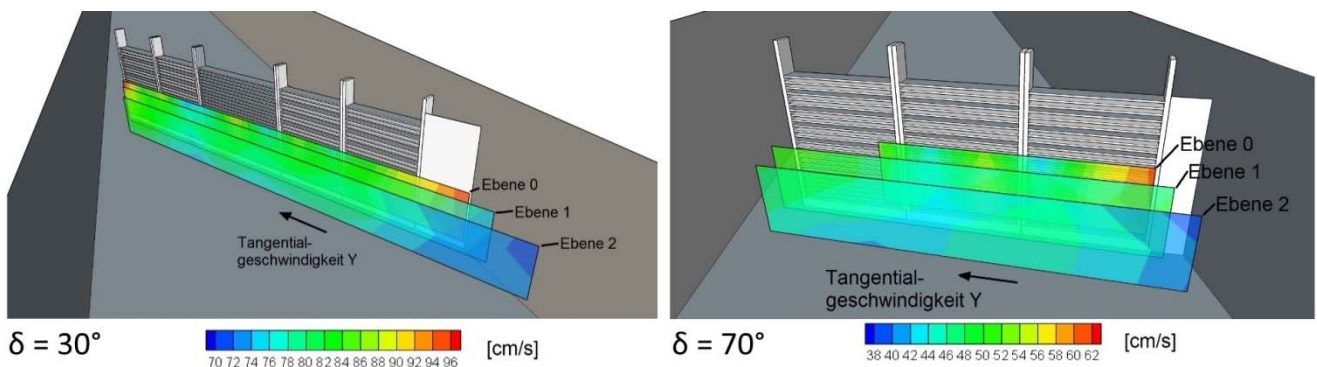 Ebene 0
Ebene 1
Ebene 2
Tangential-
geschwindigkeit Y
δ = 30°
70 72 74 76 78 80 82 84 86 88 90 92 94 96
[cm/s]
Ebene 0
Ebene 1
Ebene 2
Tangential-
geschwindigkeit Y
δ = 70°
38 40 42 44 46 48 50 52 54 56 58 60 62
[cm/s]